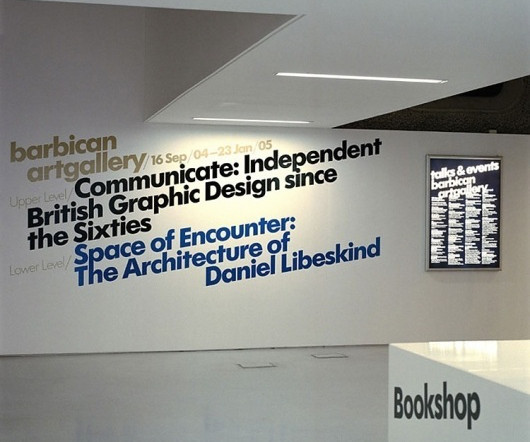 barbican
artgallery/16 Sep/04–23 Jan/05
Upper Level/Communicate: Independent
British Graphic Design since
the Sixties
Lower Level/Space of Encounter:
The Architecture of
Daniel Libeskind
talks & events
barbican
artgallery
Bookshop